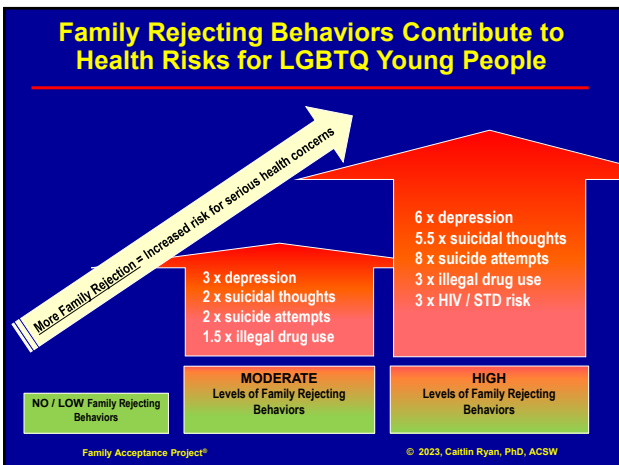 Family Rejecting Behaviors Contribute to
Health Risks for LGBTQ Young People
More Family Rejection = Increased risk for serious health concerns
3 x depression
2 x suicidal thoughts
2 x suicide attempts
1.5 x illegal drug use
6 x depression
5.5 x suicidal thoughts
8 x suicide attempts
3 x illegal drug use
3 x HIV / STD risk
NO / LOW Family Rejecting
Behaviors
MODERATE
Levels of Family Rejecting
Behaviors
HIGH
Levels of Family Rejecting
Behaviors
Family Acceptance Project®
© 2023, Caitlin Ryan, PhD, ACSW